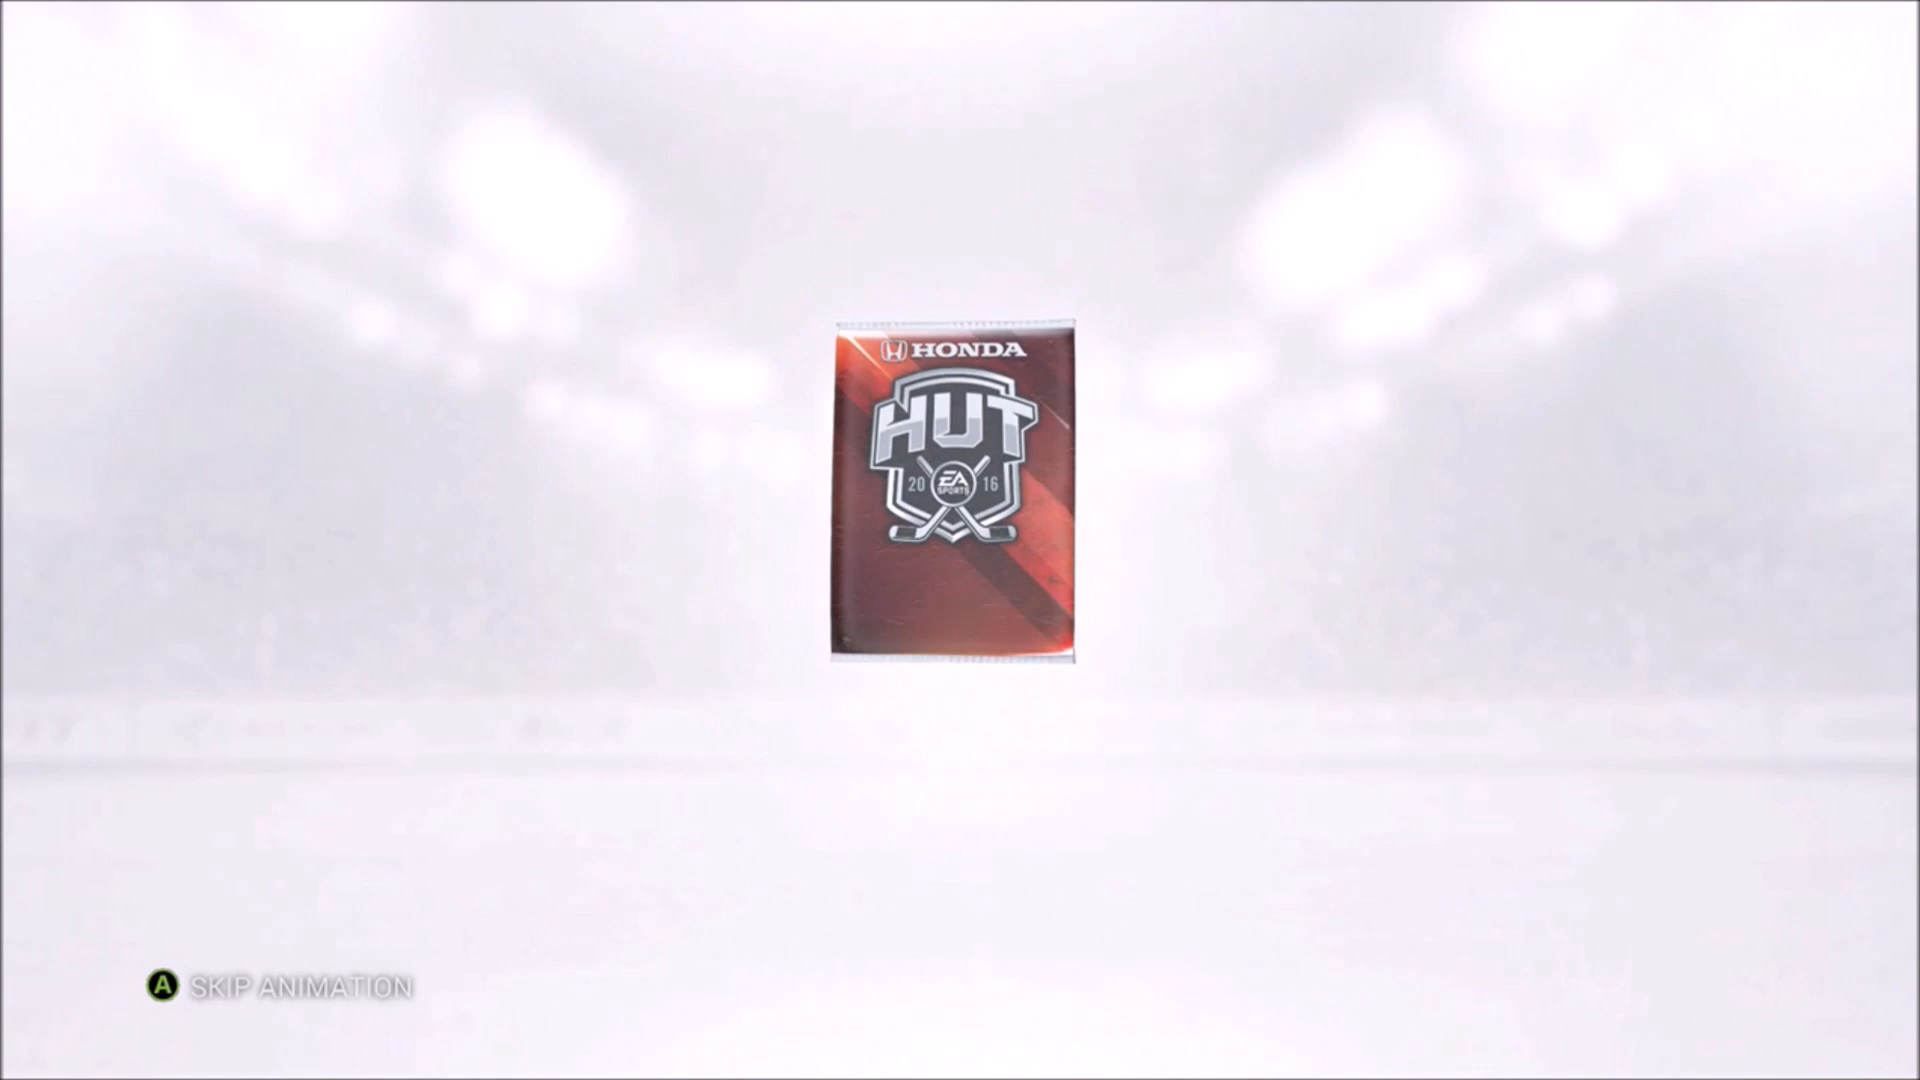 HONDA
HUT
20 EA SPORTS 16
A SKIP ANIMATION